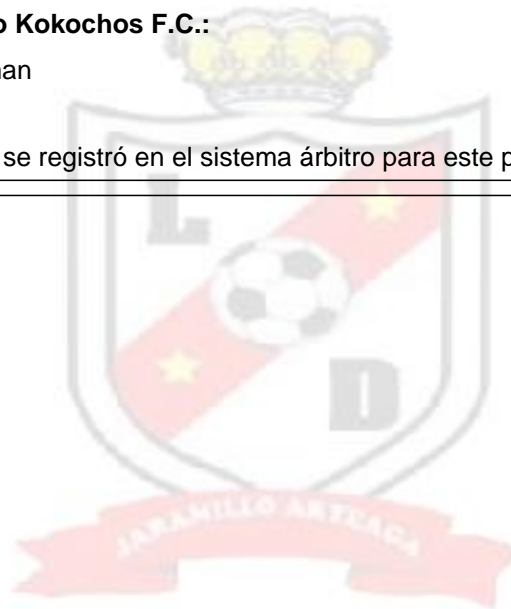 o Kokochos F.C.:
nan
se registró en el sistema árbitro para este p
L
D
JARAMILLO ARTEAGA